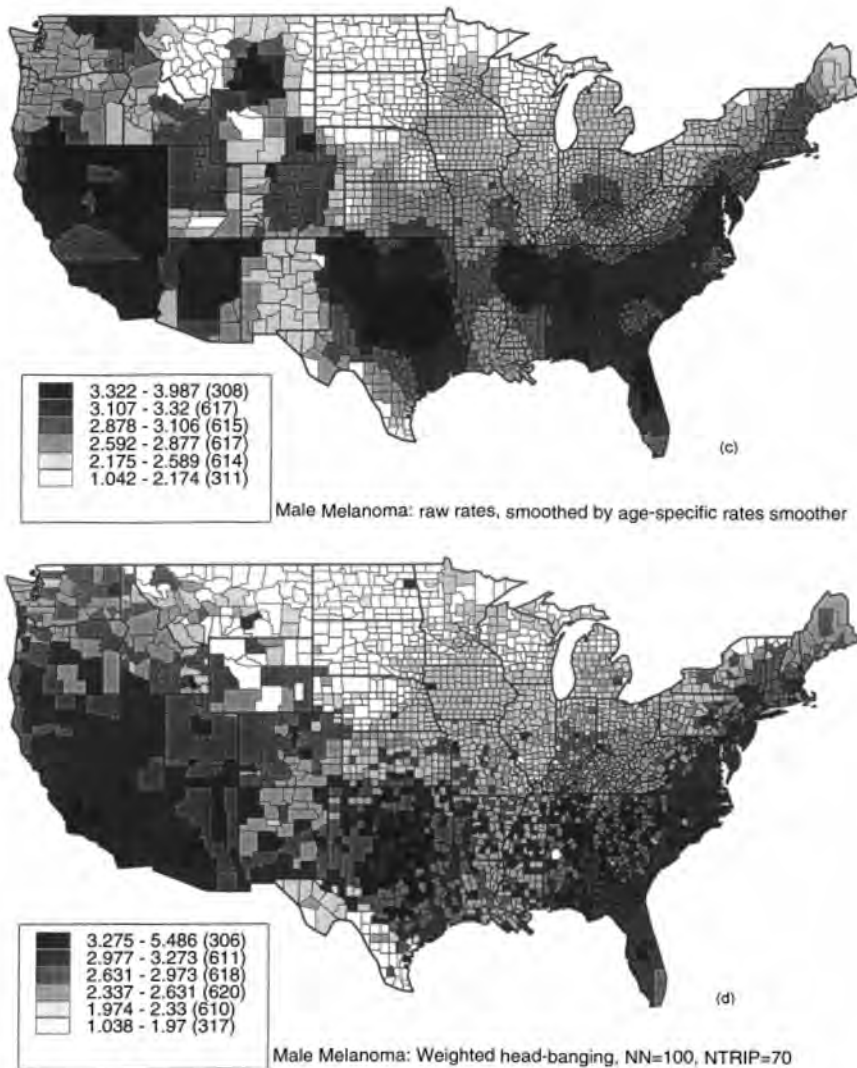 3.322 - 3.987 (308)
3.107 - 3.32 (617)
2.878 - 3.106 (615)
2.592 - 2.877 (617)
2.175 - 2.589 (614)
1.042 - 2.174 (311)
(c)
Male Melanoma: raw rates, smoothed by age-specific rates smoother
3.275 - 5.486 (306)
2.977 - 3.273 (611)
2.631 - 2.973 (618)
2.337 - 2.631 (620)
1.974 - 2.33 (610)
1.038 - 1.97 (317)
(d)
Male Melanoma: Weighted head-banging, NN=100, NTRIP=70